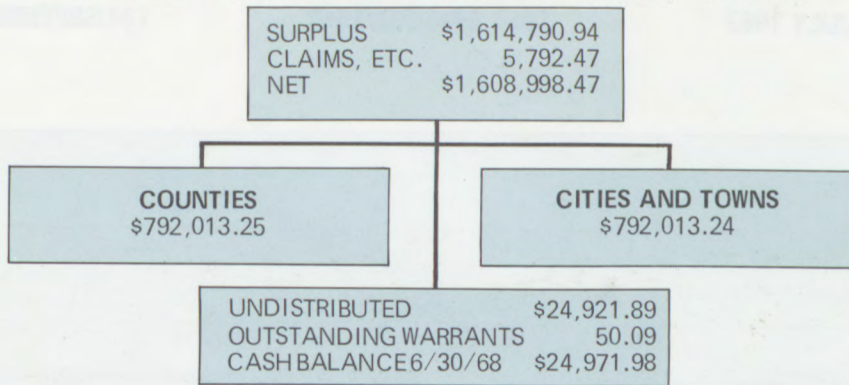 SURPLUS $1,614,790.94
CLAIMS, ETC. 5,792.47
NET $1,608,998.47
COUNTIES
$792,013.25
CITIES AND TOWNS
$792,013.24
UNDISTRIBUTED $24,921.89
OUTSTANDING WARRANTS 50.09
CASH BALANCE 6/30/68 $24,971.98